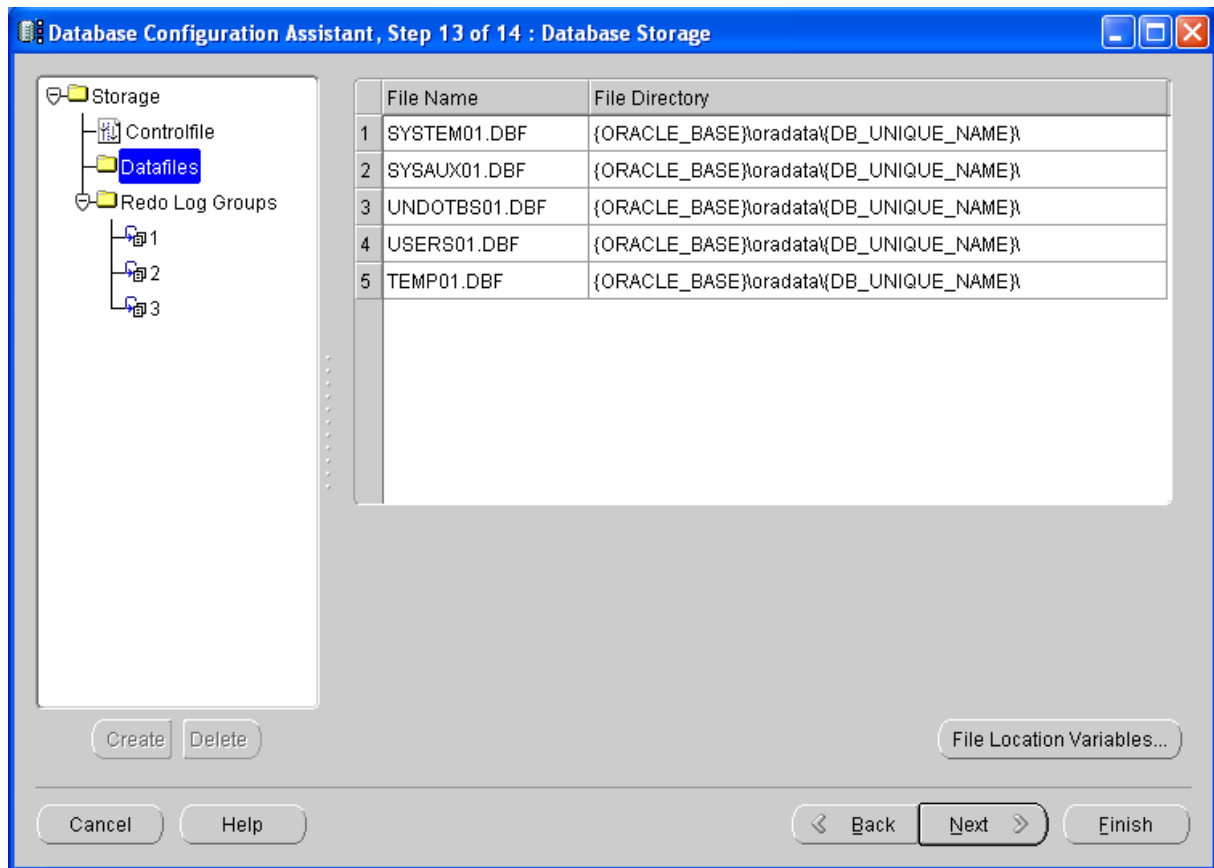 Database Configuration Assistant, Step 13 of 14 : Database Storage
Storage
Controlfile
Datafiles
Redo Log Groups
1
2
3
File Name File Directory
1 SYSTEM01.DBF {ORACLE_BASE}\oradata\{DB_UNIQUE_NAME}\
2 SYSAUX01.DBF {ORACLE_BASE}\oradata\{DB_UNIQUE_NAME}\
3 UNDOTBS01.DBF {ORACLE_BASE}\oradata\{DB_UNIQUE_NAME}\
4 USERS01.DBF {ORACLE_BASE}\oradata\{DB_UNIQUE_NAME}\
5 TEMP01.DBF {ORACLE_BASE}\oradata\{DB_UNIQUE_NAME}\
Create Delete File Location Variables...
Cancel Help Back Next Finish